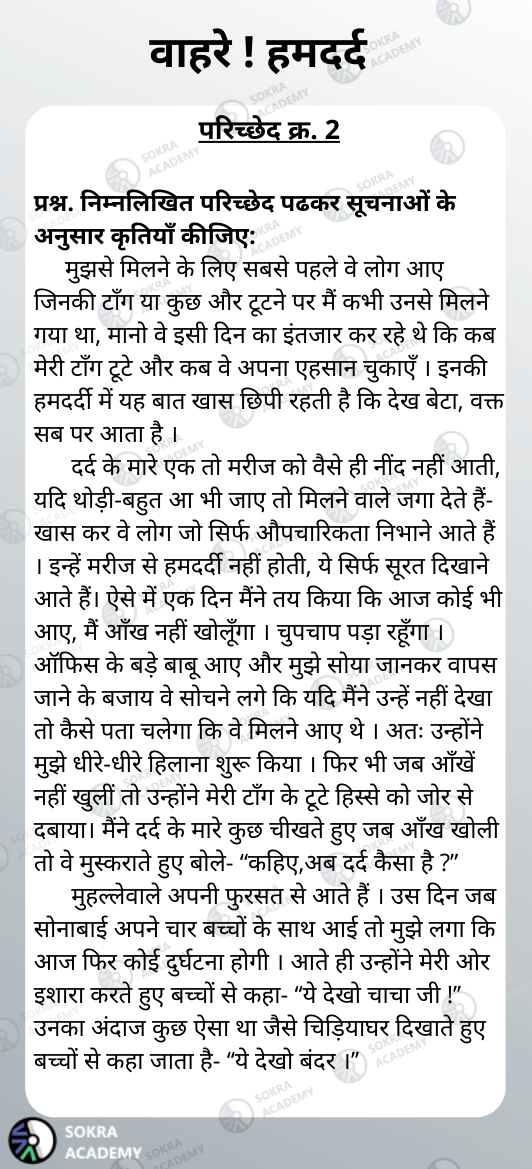 वाहरे ! हमदर्द
परिच्छेद क्र. 2
प्रश्न. निम्नलिखित परिच्छेद पढकर सूचनाओं के
अनुसार कृतियाँ कीजिए:
मुझसे मिलने के लिए सबसे पहले वे लोग आए
जिनकी टाँग या कुछ और टूटने पर मैं कभी उनसे मिलने
गया था, मानो वे इसी दिन का इंतजार कर रहे थे कि कब
मेरी टाँग टूटे और कब वे अपना एहसान चुकाएँ । इनकी
हमदर्दी में यह बात खास छिपी रहती है कि देख बेटा, वक्त
सब पर आता है ।
दर्द के मारे एक तो मरीज को वैसे ही नींद नहीं आती,
यदि थोड़ी-बहुत आ भी जाए तो मिलने वाले जगा देते हैं-
खास कर वे लोग जो सिर्फ औपचारिकता निभाने आते हैं
। इन्हें मरीज से हमदर्दी नहीं होती, ये सिर्फ सूरत दिखाने
आते हैं। ऐसे में एक दिन मैंने तय किया कि आज कोई भी
आए, मैं आँख नहीं खोलूँगा । चुपचाप पड़ा रहूँगा ।
ऑफिस के बड़े बाबू आए और मुझे सोया जानकर वापस
जाने के बजाय वे सोचने लगे कि यदि मैंने उन्हें नहीं देखा
तो कैसे पता चलेगा कि वे मिलने आए थे । अतः उन्होंने
मुझे धीरे-धीरे हिलाना शुरू किया । फिर भी जब आँखें
नहीं खुलीं तो उन्होंने मेरी टाँग के टूटे हिस्से को जोर से
दबाया। मैंने दर्द के मारे कुछ चीखते हुए जब आँख खोली
तो वे मुस्कराते हुए बोले- “कहिए,अब दर्द कैसा है ?”
मुहल्लेवाले अपनी फुरसत से आते हैं । उस दिन जब
सोनाबाई अपने चार बच्चों के साथ आई तो मुझे लगा कि
आज फिर कोई दुर्घटना होगी । आते ही उन्होंने मेरी ओर
इशारा करते हुए बच्चों से कहा- “ये देखो चाचा जी !”
उनका अंदाज कुछ ऐसा था जैसे चिड़ियाघर दिखाते हुए
बच्चों से कहा जाता है- “ये देखो बंदर ।”
SOKRA
ACADEMY